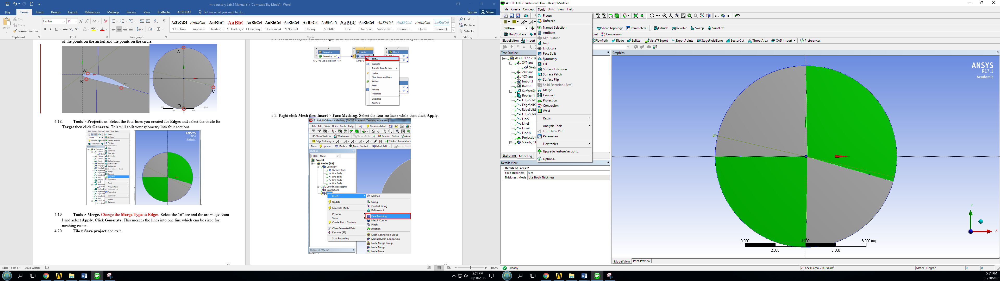 Introductory Lab 2 Manual (1) [Compatibility Mode] - Word
File Home Insert Design Layout References Mailings Review View EndNote ACROBAT Tell me what you want to do... Sign in Share
Paste
Cut
Copy
Format Painter
Clipboard
Calibri 11
Font
Paragraph
AaBbCcDd AaBbCcI AaBbC AaBb( AaBbCc] AaBbCcI AaBbCcI AaBbCc] AaBbCcD AaBbC AaBbCcI AaBbCcI AaBbCcI AaBbCcI AaBbCcI
¶ Caption Emphasis Heading 1 ¶ Heading 2 ¶ Heading 3 ¶ Heading 4 ¶ Normal Strong Subtitle Title ¶ No Spac... Subtle Em... Intense E... Quote Intense Q...
Styles
Find
Replace
Select
Editing
of the points on the airfoil and the points on the circle.
A'
B'
C'
A
B
C
4.18. Tools > Projections. Select the four lines you created for Edges and select the circle for
Target then click Generate. This will split your geometry into four sections
ANSYS
R14.5
Academic
4.19. Tools > Merge. Change the Merge Type to Edges. Select the 16° arc and the arc in quadrant
I and select Apply. Click Generate. This merges the lines into one line which can be sized for
meshing easier.
4.20. File > Save project and exit.
A B C
1 Geometry 1 Mesh 1 Fluent
2 Geometry 2 Mesh
CFD Pre-Lab 2 Turbulent Flow Airfoil O-
Edit...
Duplicate
Transfer Data To New
Update
Clear Generated Data
Refresh
Reset
Rename
Properties
Quick Help
Add Note
5.2. Right click Mesh then Insert > Face Meshing. Select the four surfaces while then click Apply.
B : Airfoil O-Mesh - Meshing [ANSYS Academic Teaching Advanced]
File Edit View Units Tools Help Generate Mesh
Show Vertices Wireframe Show Mesh Random Colors Anno
Edge Coloring Thicken Annotations
Mesh Update Mesh Mesh Control Mesh Edit Metric Grap
Outline
Filter: Name
Project
Model (B2)
Geometry
Surface Body
Line Body
Line Body
Line Body
Line Body
Coordinate Systems
Connections
Mesh
Insert
Update
Generate Mesh
Preview
Show
Create Pinch Controls
Clear Generated Data
Rename (F2)
Start Recording
Method
Sizing
Contact Sizing
Refinement
Face Meshing
Match Control
Pinch
Inflation
Mesh Connection Group
Manual Mesh Connection
Node Merge Group
Node Merge
Node Move
Details of "Mesh"
Page 13 of 37 2608 words
100%
5:51 PM
10/30/2016
A: CFD Lab 2 Turbulent Flow - DesignModeler
File Create Concept Tools Units View Help
XYPlane
Share Topology Parameters Extrude Revolve Sweep Skin/Loft
Thin/Surface B oint Conversion
BladeEditor: Import FlowPath Blade Splitter VistaTFExport ExportPoints StageFluidZone SectorCut ThroatArea CAD Import Preferences
Freeze
Unfreeze
Named Selection
Attribute
Mid-Surface
Joint
Enclosure
Face Split
Symmetry
Fill
Surface Extension
Surface Patch
Surface Flip
Solid Extension (Beta)
Merge
Connect
Projection
Conversion
Weld
Repair
Analysis Tools
Form New Part
Parameters
Electronics
Upgrade Feature Version...
Options...
Tree Outline
A: CFD Lab 2 Tu
XYPlane
Sketc
ZXPlane
YZPlane
Import1
Rotate1
SurfaceSk
Boolean1
EdgeSplit1
EdgeSplit2
EdgeSplit3
EdgeSplit4
Line7
Line8
Line9
Line10
Projection
5 Parts, 5 B
Sketching Modeling
Details View
Details of Faces: 2
Face Thickness 0 m
Thickness Mode Use Body Thickness
Graphics
ANSYS
R17.1
Academic
0.000 4.000 8.000 (m)
2.000 6.000
Y
X
Model View Print Preview
Ready 2 Faces: Area = 61.54 m² Meter Degree 0 0
5:51 PM
10/30/2016